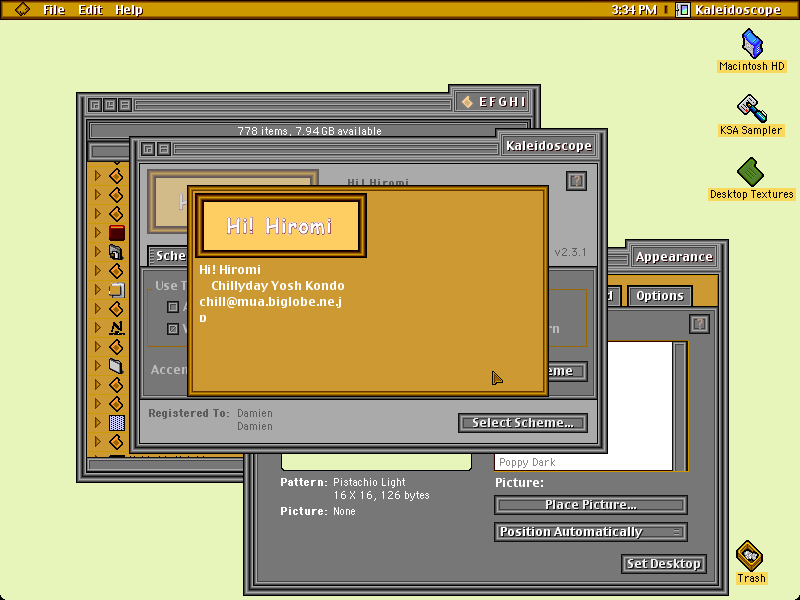 File Edit Help
3:34 PM Kaleidoscope
Macintosh HD
KSA Sampler
Desktop Textures
EFGHI
778 items, 7.94 GB available
Kaleidoscope
Hi! Hiromi
Hi! Hiromi
Hi! Hiromi
Chillyday Yosh Kondo
chill@mua.biglobe.ne.j
p
v2.3.1
Sche
Use T
Accen
eme
Registered To: Damien
Damien
Select Scheme...
Appearance
Options
Poppy Dark
Pattern: Pistachio Light
16 X 16, 126 bytes
Picture: None
Picture:
Place Picture...
Position Automatically
Set Desktop
Trash